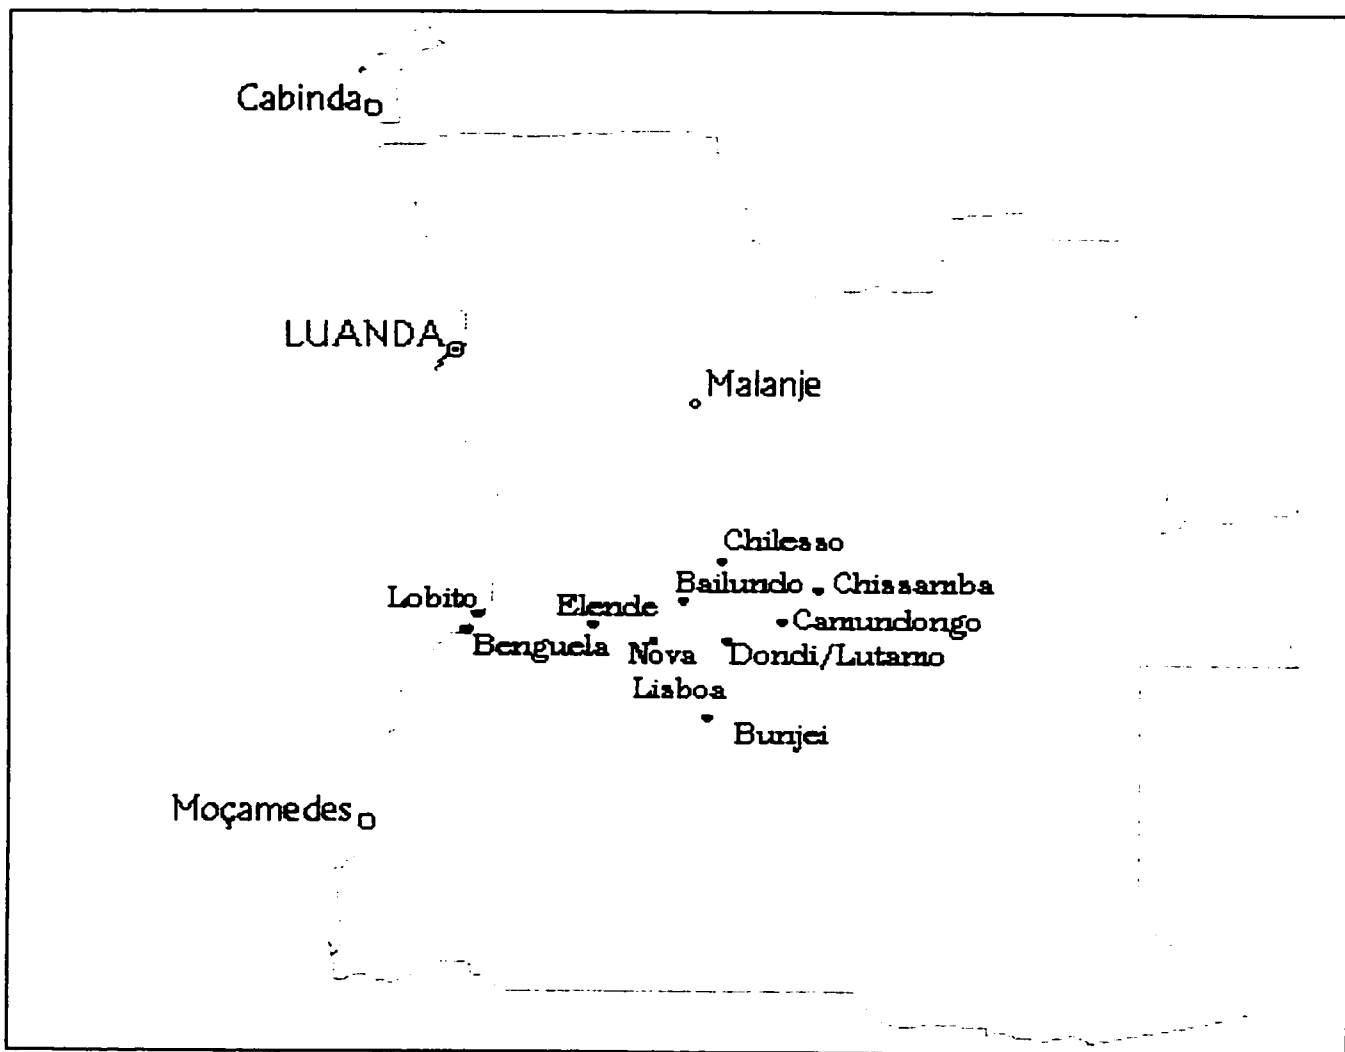 Cabinda
LUANDA
Malanje
Chilesso
Bailundo
Chissamba
Lobito
Elende
Camundongo
Benguela
Nova
Lisboa
Dondi/Lutamo
Bunjei
Moçamedes